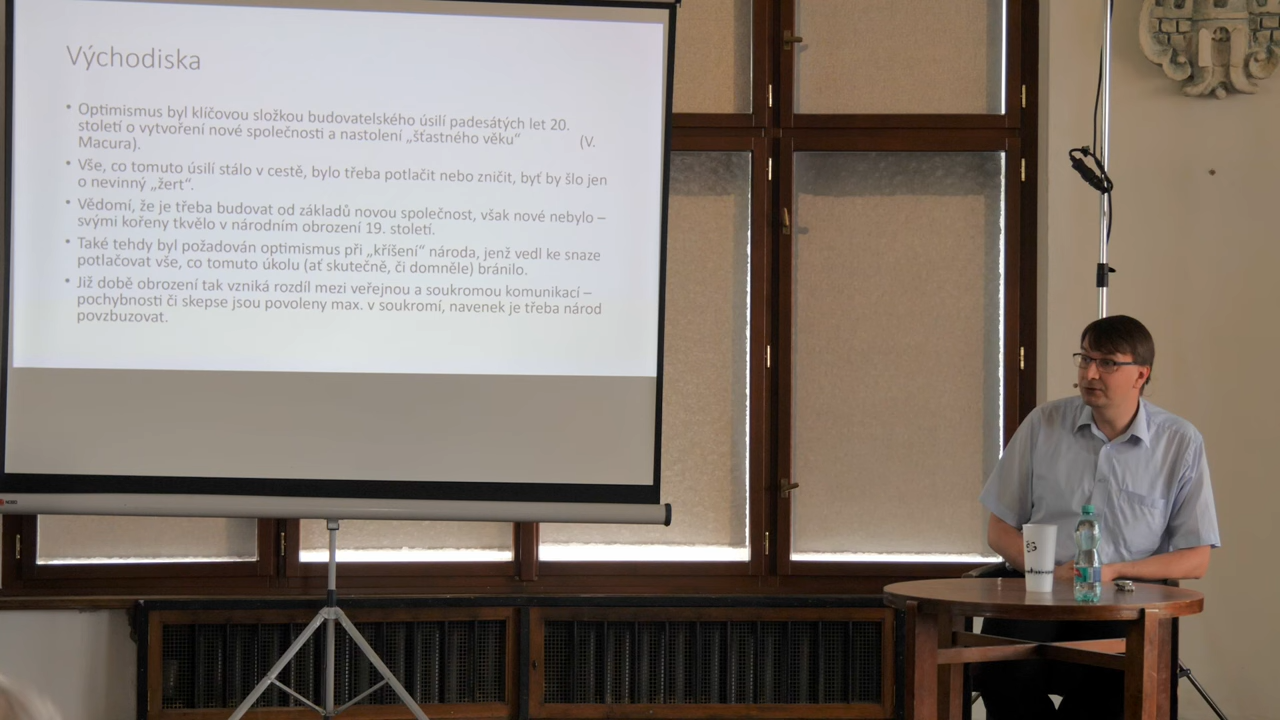 Východiska
• Optimismus byl klíčovou složkou budovatelského úsilí padesátých let 20.
století o vytvoření nové společnosti a nastolení „šťastného věku“ (V.
Macura).
• Vše, co tomuto úsilí stálo v cestě, bylo třeba potlačit nebo zničit, byť by šlo jen
o nevinný „žert“.
• Vědomí, že je třeba budovat od základů novou společnost, však nové nebylo –
svými kořeny tkvělo v národním obrození 19. století.
• Také tehdy byl požadován optimismus při „kříšení“ národa, jenž vedl ke snaze
potlačovat vše, co tomuto úkolu (ať skutečně, či domněle) bránilo.
• Již době obrození tak vzniká rozdíl mezi veřejnou a soukromou komunikací –
pochybnosti či skepse jsou povoleny max. v soukromí, navenek je třeba národ
povzbuzovat.